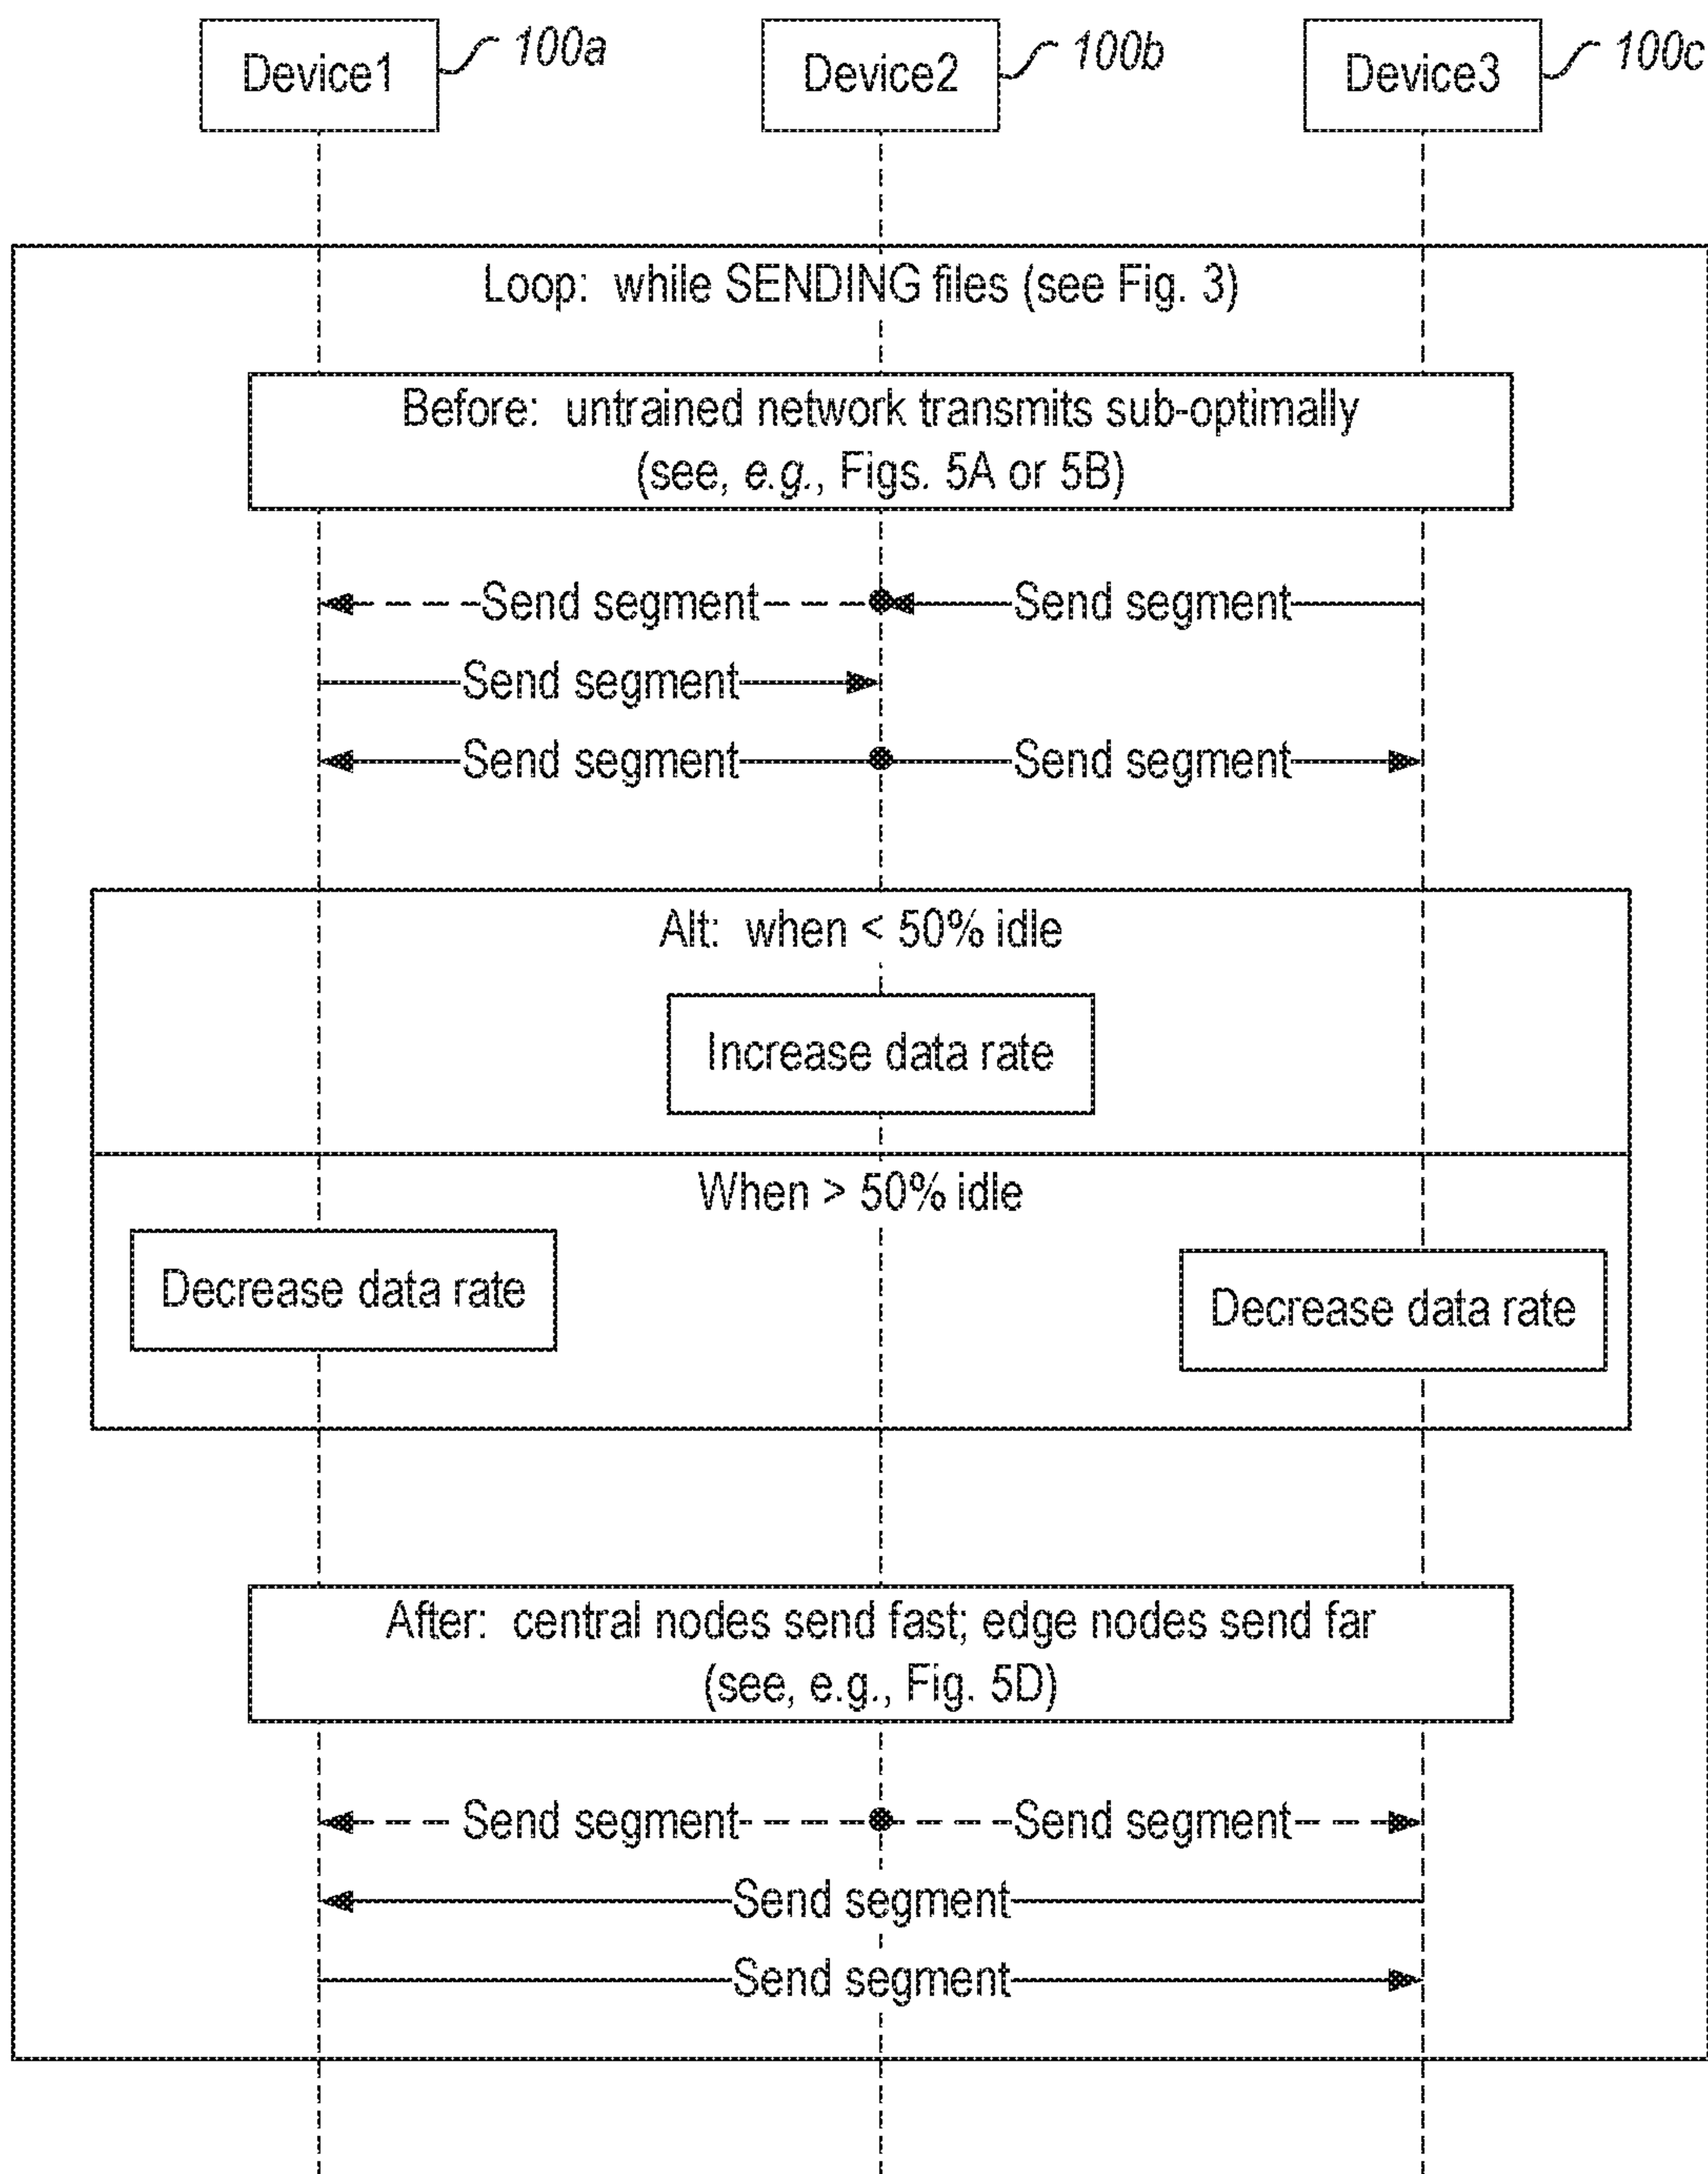 Device1
100a
Device2
100b
Device3
100c
Loop: while SENDING files (see Fig. 3)
Before: untrained network transmits sub-optimally
(see, e.g., Figs. 5A or 5B)
Send segment
Send segment
Send segment
Send segment
Send segment
Alt: when < 50% idle
Increase data rate
When > 50% idle
Decrease data rate
Decrease data rate
After: central nodes send fast; edge nodes send far
(see, e.g., Fig. 5D)
Send segment
Send segment
Send segment
Send segment